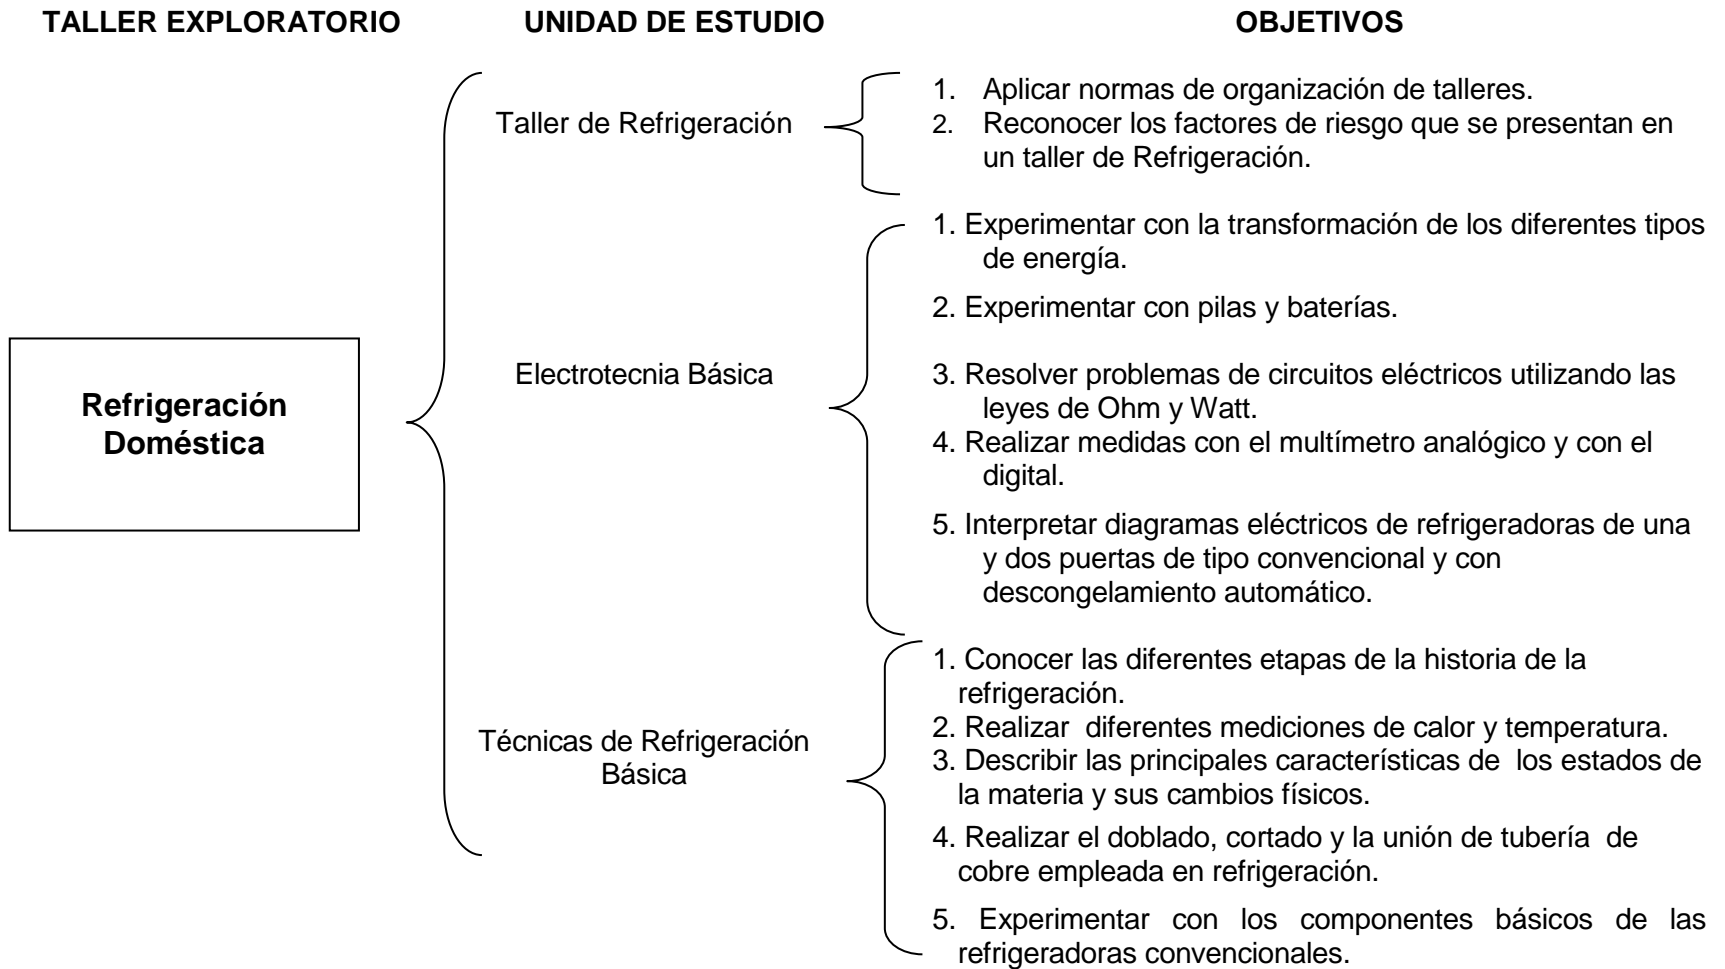 TALLER EXPLORATORIO UNIDAD DE ESTUDIO OBJETIVOS
Refrigeración
Doméstica
Taller de Refrigeración
1. Aplicar normas de organización de talleres.
2. Reconocer los factores de riesgo que se presentan en
un taller de Refrigeración.
Electrotecnia Básica
1. Experimentar con la transformación de los diferentes tipos
de energía.
2. Experimentar con pilas y baterías.
3. Resolver problemas de circuitos eléctricos utilizando las
leyes de Ohm y Watt.
4. Realizar medidas con el multímetro analógico y con el
digital.
5. Interpretar diagramas eléctricos de refrigeradoras de una
y dos puertas de tipo convencional y con
descongelamiento automático.
Técnicas de Refrigeración
Básica
1. Conocer las diferentes etapas de la historia de la
refrigeración.
2. Realizar diferentes mediciones de calor y temperatura.
3. Describir las principales características de los estados de
la materia y sus cambios físicos.
4. Realizar el doblado, cortado y la unión de tubería de
cobre empleada en refrigeración.
5. Experimentar con los componentes básicos de las
refrigeradoras convencionales.